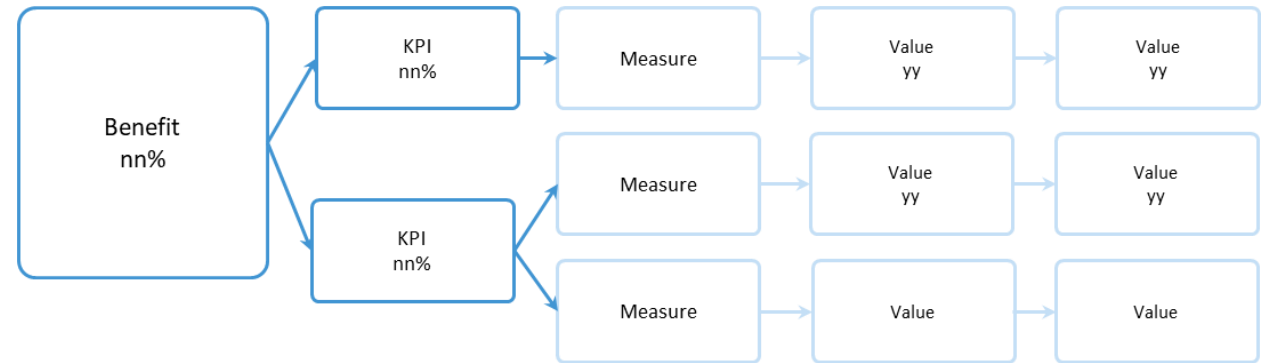 Benefit
nn%
KPI
nn%
Measure
Value
yy
Value
yy
KPI
nn%
Measure
Value
yy
Value
yy
Measure
Value
Value